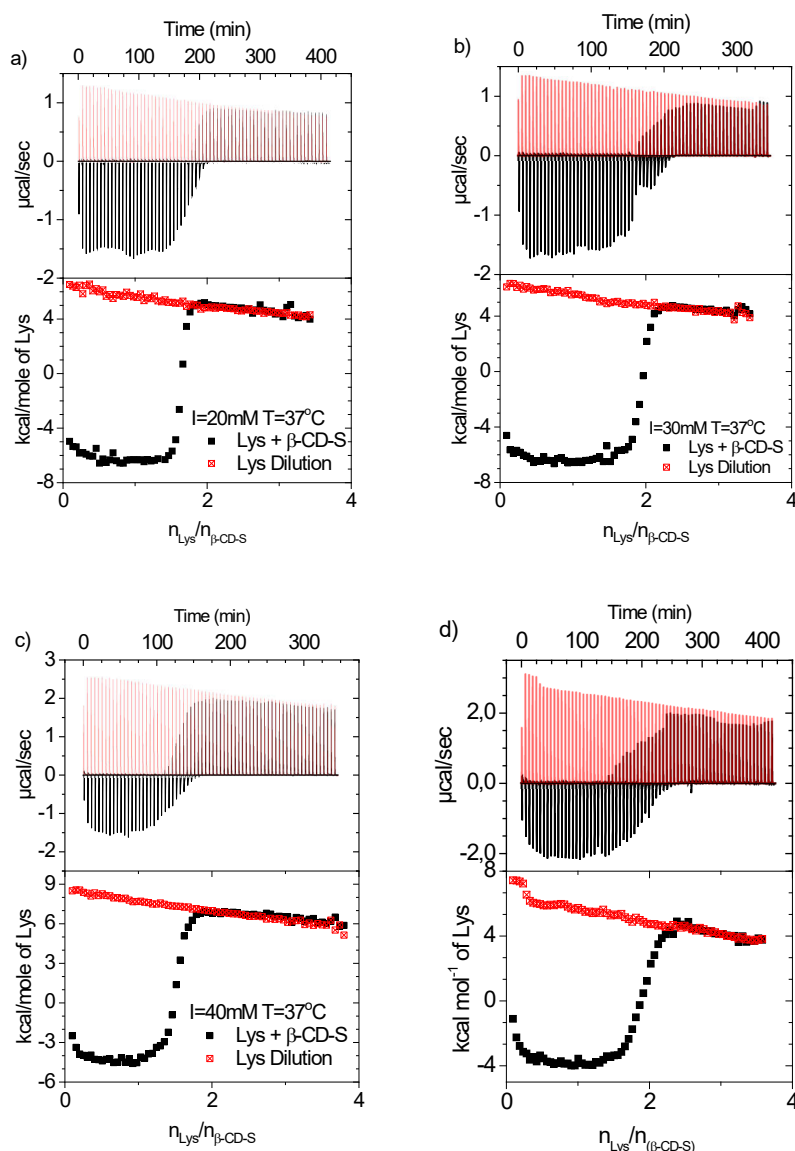 a)
Time (min)
0 100 200 300 400
1
0
-1
-2
µcal/sec
4
0
-4
-8
kcal/mole of Lys
I=20mM T=37°C
Lys + β-CD-S
Lys Dilution
0 2 4
nLys/nβ-CD-S
b)
Time (min)
0 100 200 300
1
0
-1
-2
µcal/sec
4
0
-4
-8
kcal/mole of Lys
I=30mM T=37°C
Lys + β-CD-S
Lys Dilution
0 2 4
nLys/nβ-CD-S
c)
Time (min)
0 100 200 300
3
2
1
0
-1
-2
µcal/sec
9
6
3
0
-3
-6
kcal/mole of Lys
I=40mM T=37°C
Lys + β-CD-S
Lys Dilution
0 2 4
nLys/nβ-CD-S
d)
Time (min)
0 100 200 300 400
2,0
0,0
-2,0
µcal/sec
8
4
0
-4
kcal mol⁻¹ of Lys
0 2 4
nLys/n(β-CD-S)